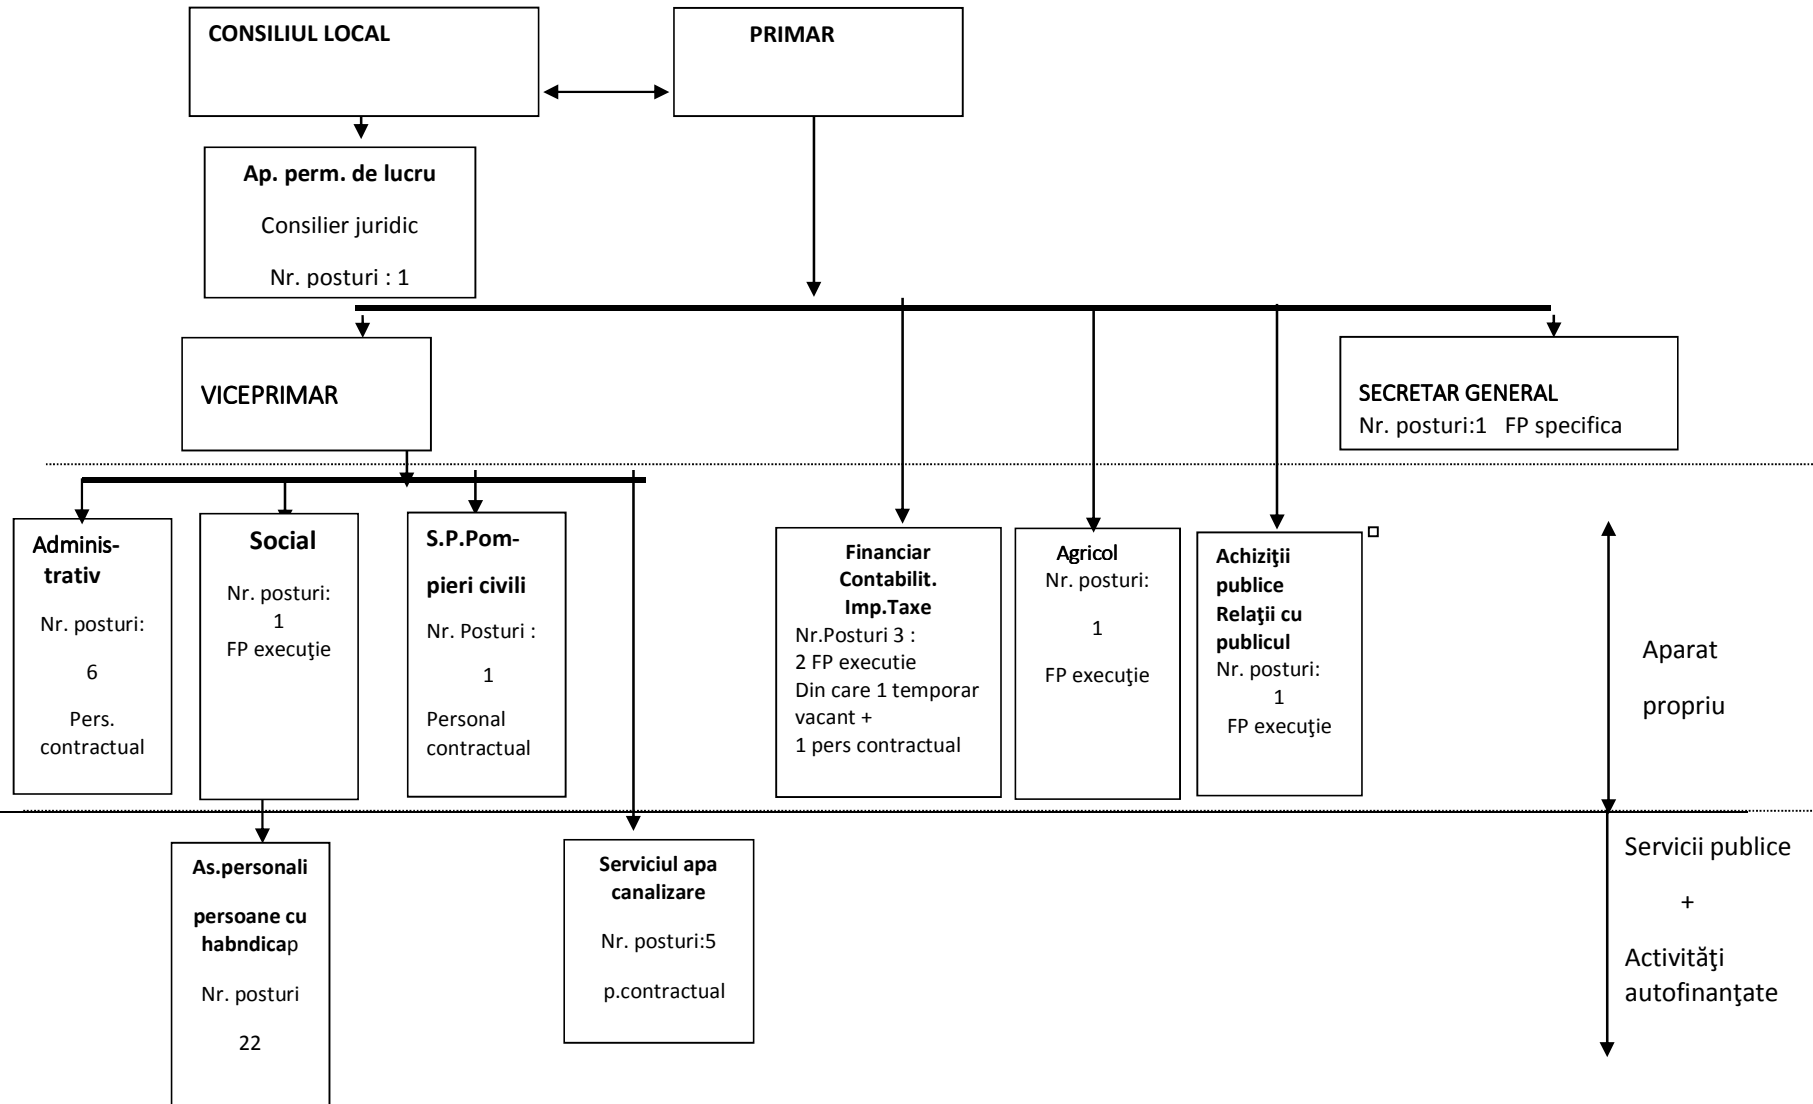 CONSILIUL LOCAL
PRIMAR
Ap. perm. de lucru
Consilier juridic
Nr. posturi : 1
VICEPRIMAR
SECRETAR GENERAL
Nr. posturi:1   FP specifica
Adminis-
trativ
Nr. posturi:
6
Pers.
contractual
Social
Nr. posturi:
1
FP execuţie
S.P.Pom-
pieri civili
Nr. Posturi :
1
Personal
contractual
Financiar
Contabilit.
Imp.Taxe
Nr.Posturi 3 :
2 FP executie
Din care 1 temporar
vacant +
1 pers contractual
Agricol
Nr. posturi:
1
FP execuţie
Achiziţii
publice
Relaţii cu
publicul
Nr. posturi:
1
FP execuţie
Aparat
propriu
As.personali
persoane cu
habndicap
Nr. posturi
22
Serviciul apa
canalizare
Nr. posturi:5
p.contractual
Servicii publice
+
Activităţi
autofinanţate